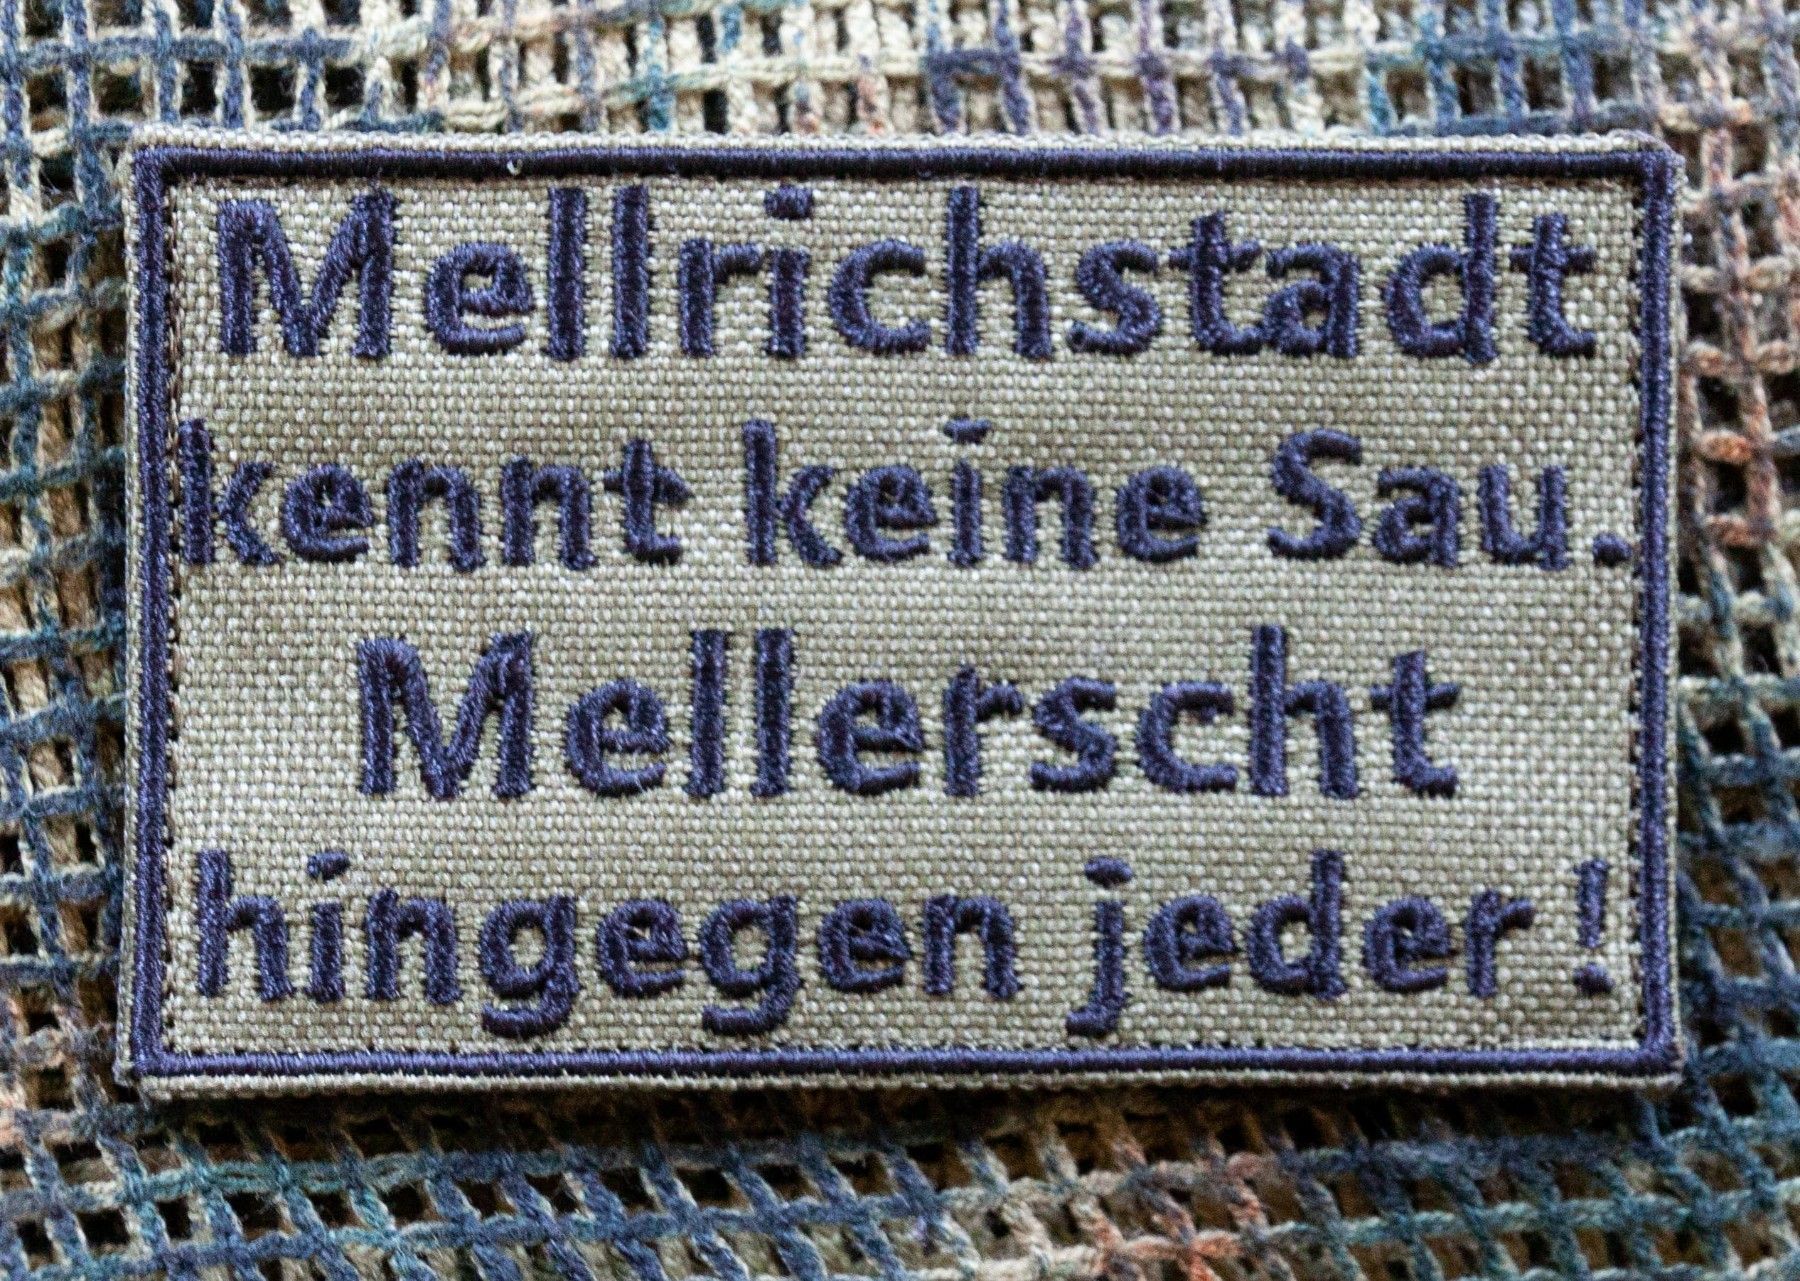 Mellrichstadt
kennt keine Sau.
Mellerscht
hingegen jeder!